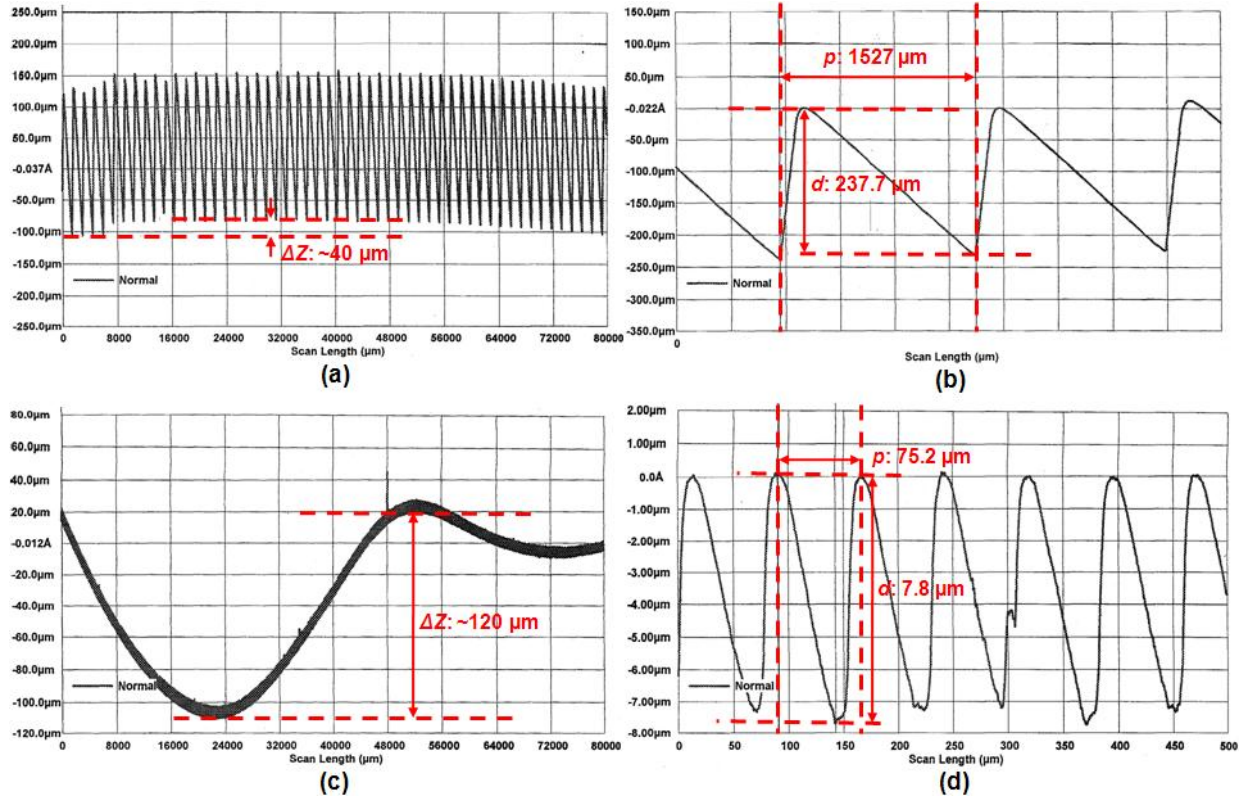 250.0µm
200.0µm
150.0µm
100.0µm
50.0µm
-0.037Å
-50.0µm
-100.0µm
-150.0µm
-200.0µm
-250.0µm
ΔZ: ~40 µm
Normal
0 8000 16000 24000 32000 40000 48000 56000 64000 72000 80000
Scan Length (µm)
(a)
150.0µm
100.0µm
50.0µm
-0.022Å
-50.0µm
-100.0µm
-150.0µm
-200.0µm
-250.0µm
-300.0µm
-350.0µm
p: 1527 µm
d: 237.7 µm
Normal
0
Scan Length (µm)
(b)
80.0µm
60.0µm
40.0µm
20.0µm
-0.012Å
-20.0µm
-40.0µm
-60.0µm
-80.0µm
-100.0µm
-120.0µm
ΔZ: ~120 µm
Normal
0 8000 16000 24000 32000 40000 48000 56000 64000 72000 80000
Scan Length (µm)
(c)
2.00µm
1.00µm
0.0Å
-1.00µm
-2.00µm
-3.00µm
-4.00µm
-5.00µm
-6.00µm
-7.00µm
-8.00µm
p: 75.2 µm
d: 7.8 µm
Normal
0 50 100 150 200 250 300 350 400 450 500
Scan Length (µm)
(d)